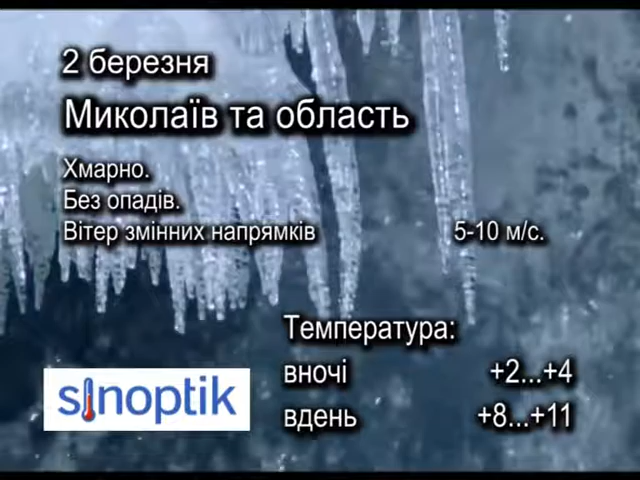 2 березня
Миколаїв та область
Хмарно.
Без опадів.
Вітер змінних напрямків 5-10 м/с.
Температура:
вночі +2...+4
вдень +8...+11
sinoptik